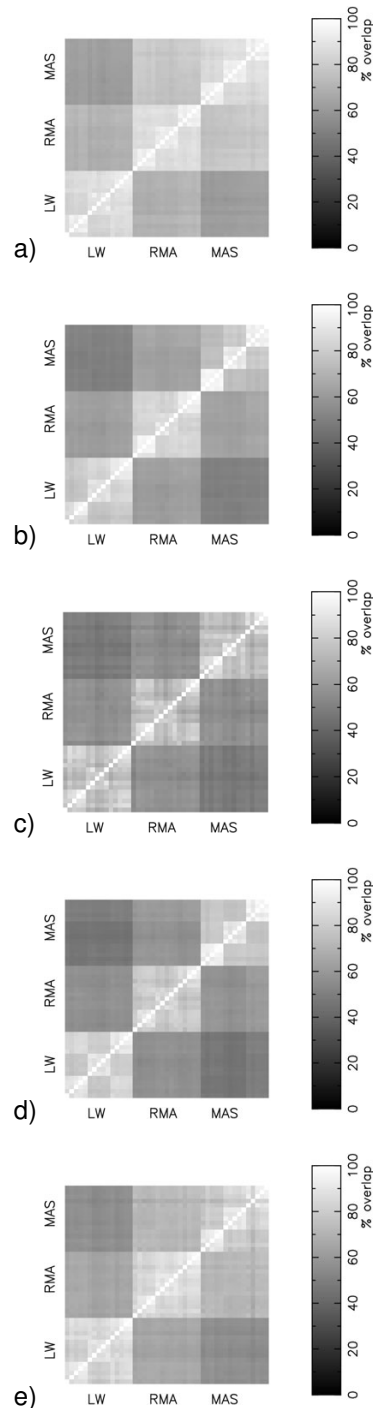 MAS
RMA
LW
LW RMA MAS
100
80
60
40
20
0
% overlap
a)
MAS
RMA
LW
LW RMA MAS
100
80
60
40
20
0
% overlap
b)
MAS
RMA
LW
LW RMA MAS
100
80
60
40
20
0
% overlap
c)
MAS
RMA
LW
LW RMA MAS
100
80
60
40
20
0
% overlap
d)
MAS
RMA
LW
LW RMA MAS
100
80
60
40
20
0
% overlap
e)